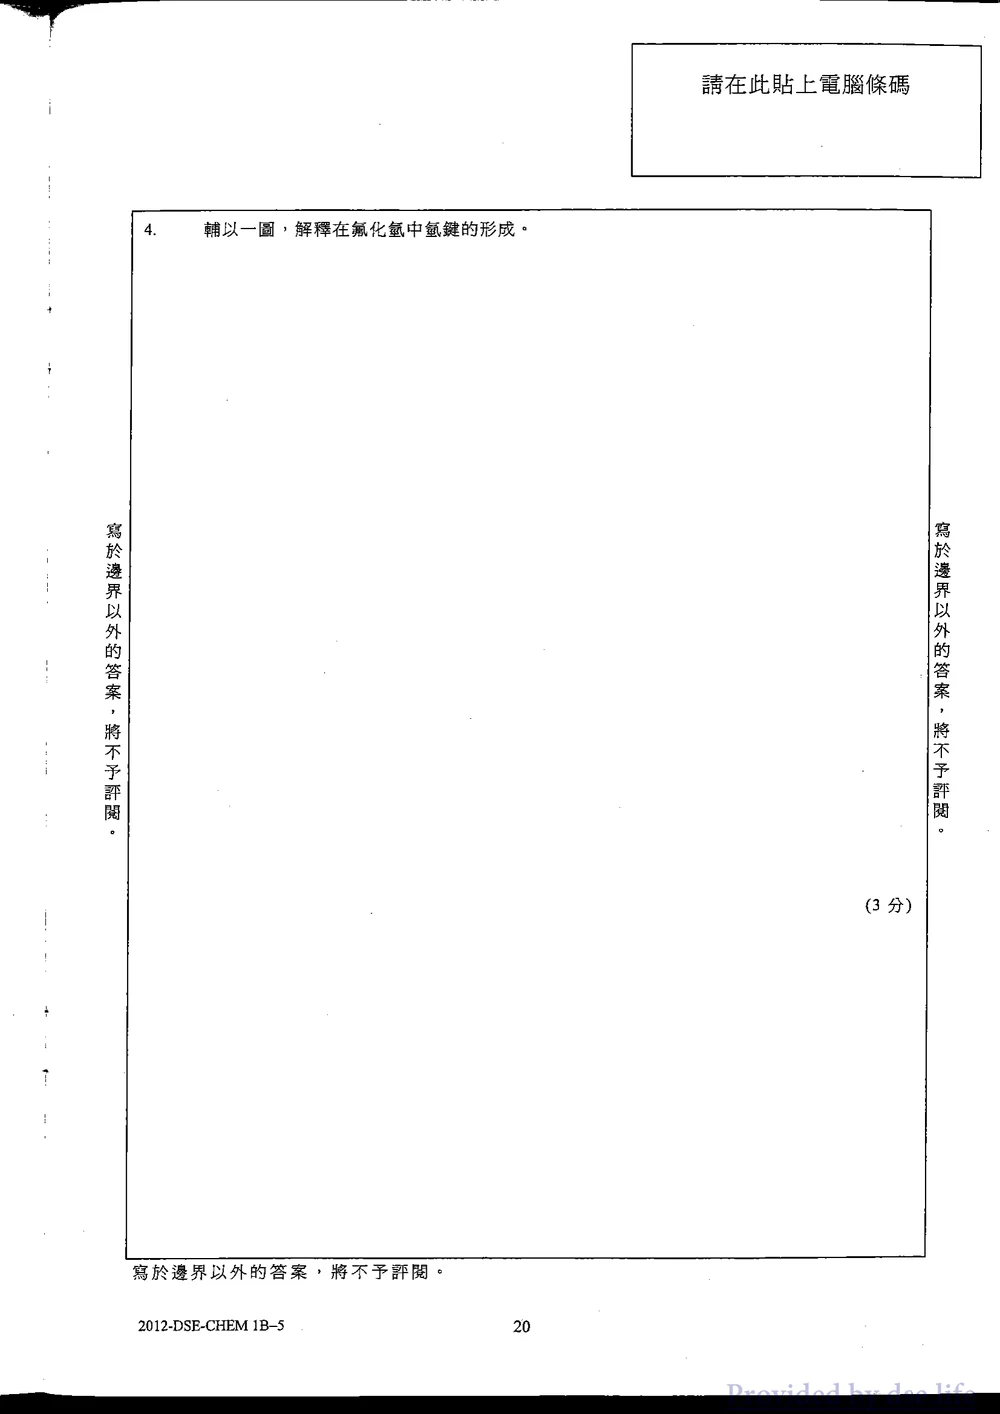 請在此貼上電腦條碼
4. 輔以一圖，解釋在氟化氫中氫鍵的形成。
寫於邊界以外的答案，將不予評閱。
寫於邊界以外的答案，將不予評閱。
(3 分)
寫於邊界以外的答案，將不予評閱。
2012-DSE-CHEM 1B–5
20
Provided by dse.life